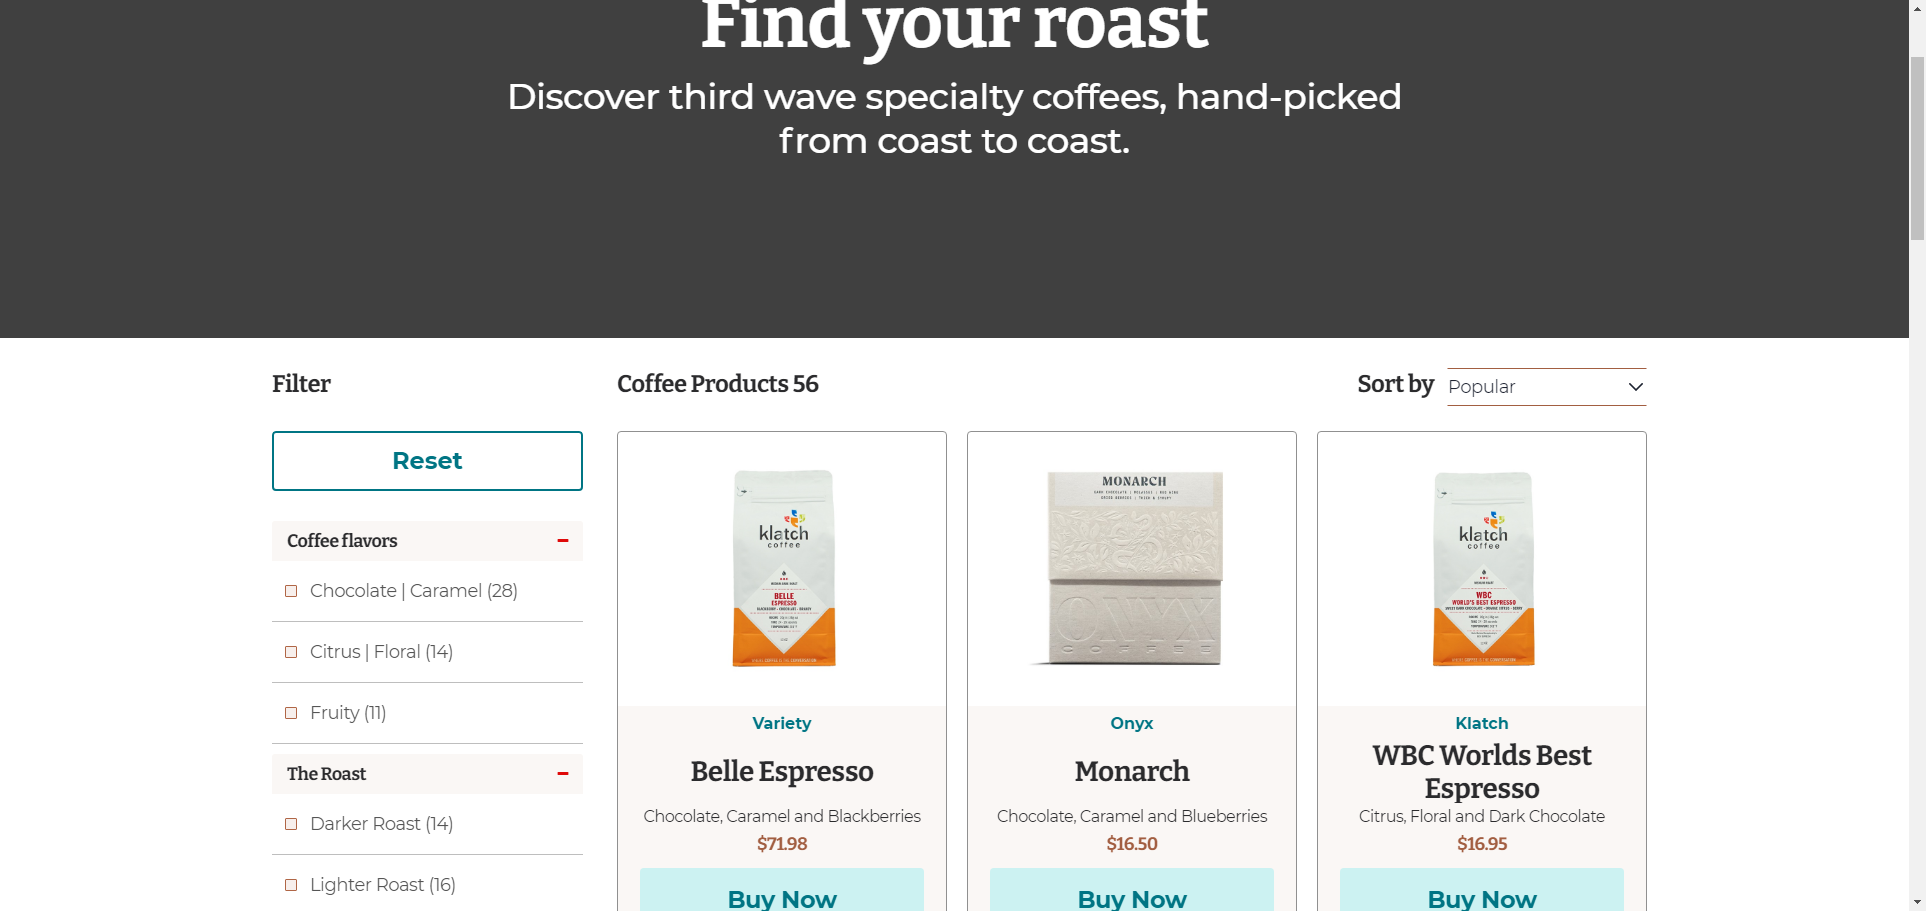 Find your roast
Discover third wave specialty coffees, hand-picked
from coast to coast.
Filter
Coffee Products 56
Sort by
Popular
Reset
Coffee flavors
Chocolate | Caramel (28)
Citrus | Floral (14)
Fruity (11)
The Roast
Darker Roast (14)
Lighter Roast (16)
klatch
coffee
BELLE
ESPRESSO
Variety
Belle Espresso
Chocolate, Caramel and Blackberries
$71.98
Buy Now
MONARCH
ONYX
COFFEE
Onyx
Monarch
Chocolate, Caramel and Blueberries
$16.50
Buy Now
klatch
coffee
WBC
WORLD'S BEST ESPRESSO
Klatch
WBC Worlds Best
Espresso
Citrus, Floral and Dark Chocolate
$16.95
Buy Now